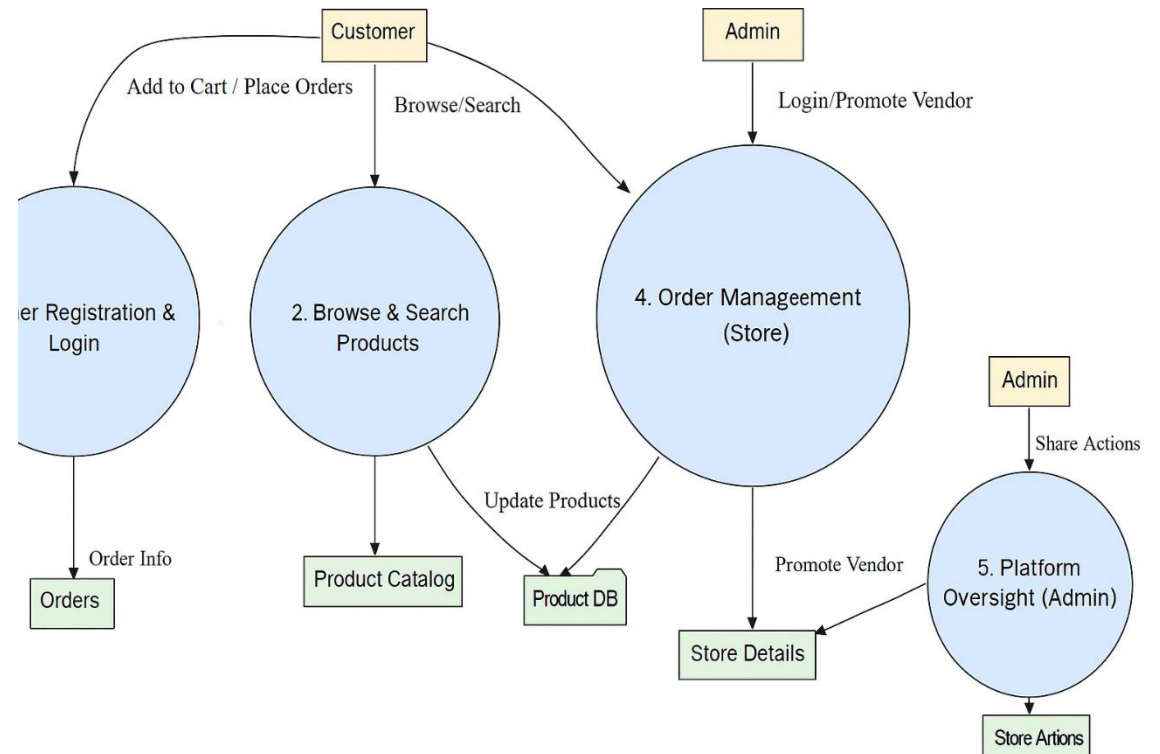 Customer
Admin
Add to Cart / Place Orders
Browse/Search
Login/Promote Vendor
er Registration &
Login
2. Browse & Search
Products
4. Order Manageement
(Store)
Admin
Share Actions
Update Products
Order Info
Orders
Product Catalog
Product DB
Promote Vendor
5. Platform
Oversight (Admin)
Store Details
Store Artions